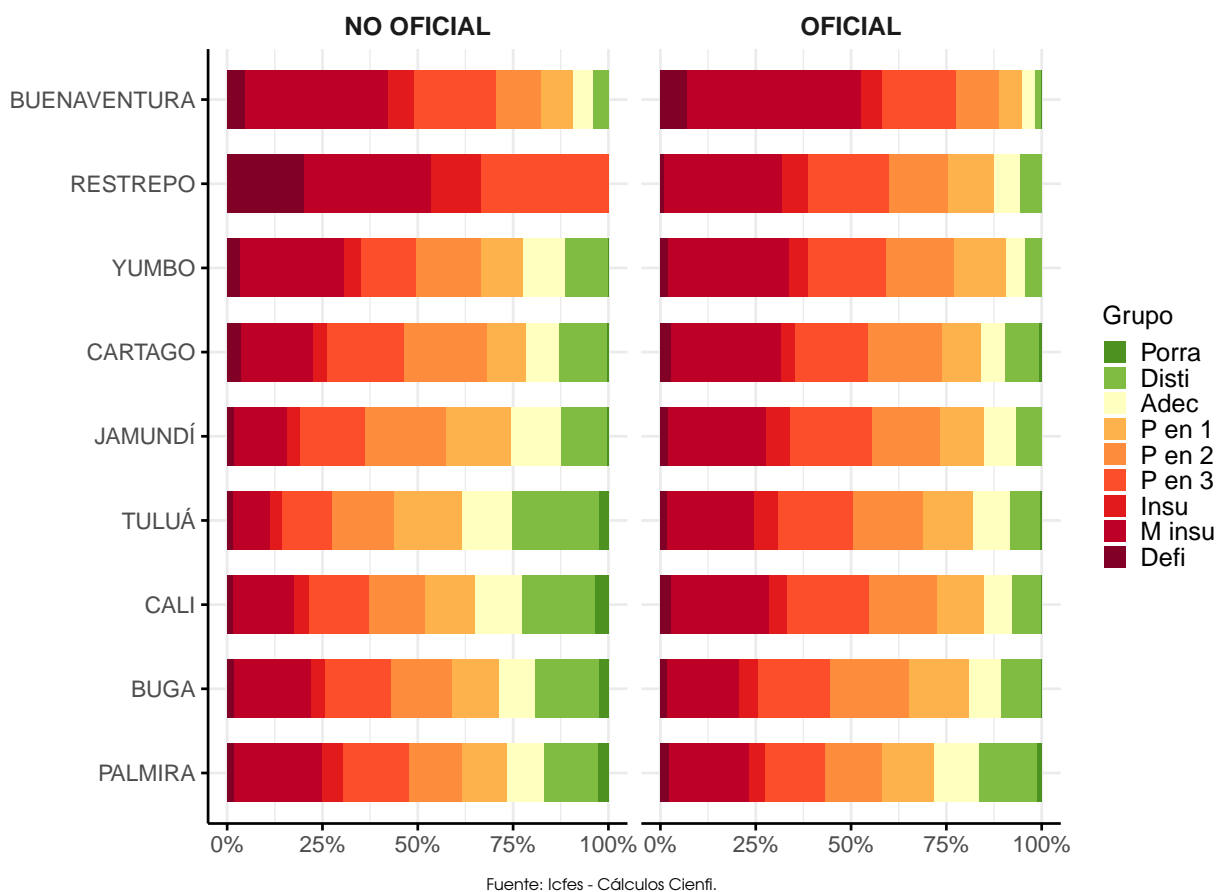 NO OFICIAL
OFICIAL
BUENAVENTURA
RESTREPO
YUMBO
CARTAGO
JAMUNDÍ
TULUÁ
CALI
BUGA
PALMIRA
0% 25% 50% 75% 100% 0% 25% 50% 75% 100%
Grupo
Porra
Disti
Adec
P en 1
P en 2
P en 3
Insu
M insu
Defi
Fuente: Icfes - Cálculos Cienfi.